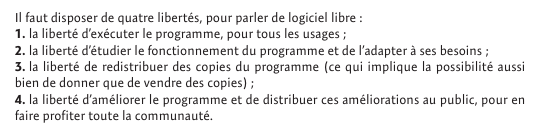 Il faut disposer de quatre libertés, pour parler de logiciel libre :
1. la liberté d’exécuter le programme, pour tous les usages ;
2. la liberté d’étudier le fonctionnement du programme et de l’adapter à ses besoins ;
3. la liberté de redistribuer des copies du programme (ce qui implique la possibilité aussi
bien de donner que de vendre des copies) ;
4. la liberté d’améliorer le programme et de distribuer ces améliorations au public, pour en
faire profiter toute la communauté.